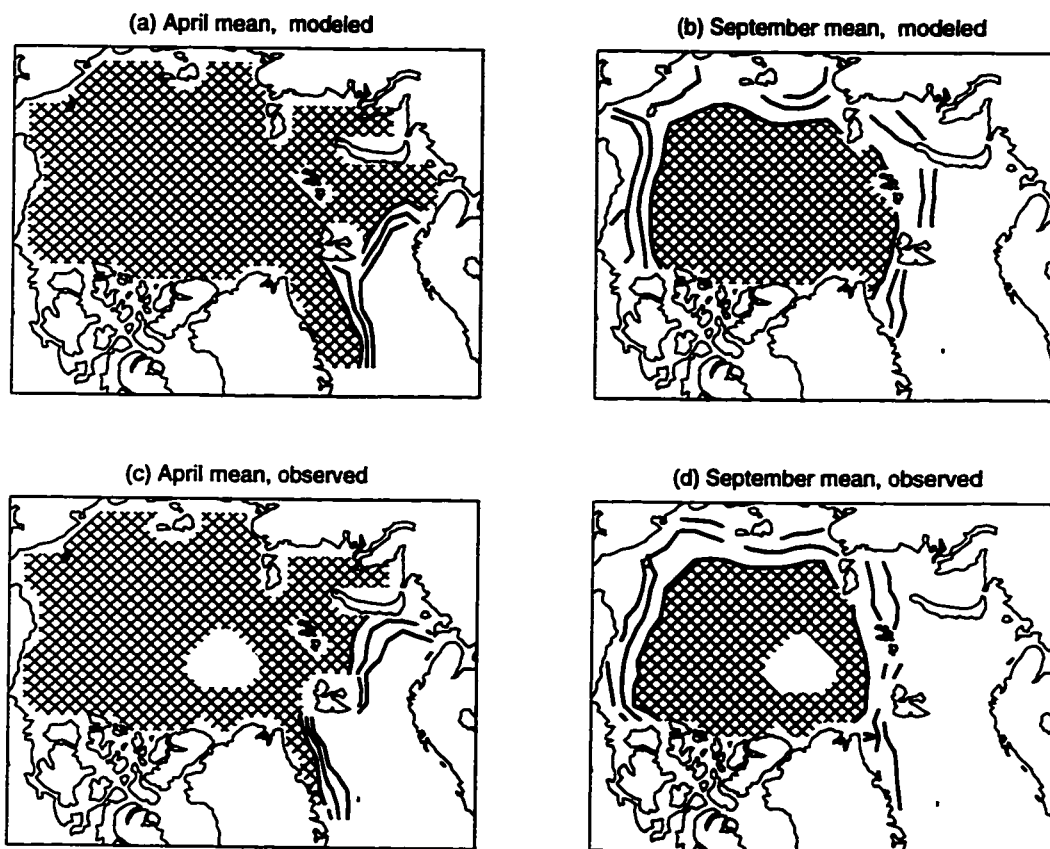 (a) April mean, modeled
(b) September mean, modeled
(c) April mean, observed
(d) September mean, observed